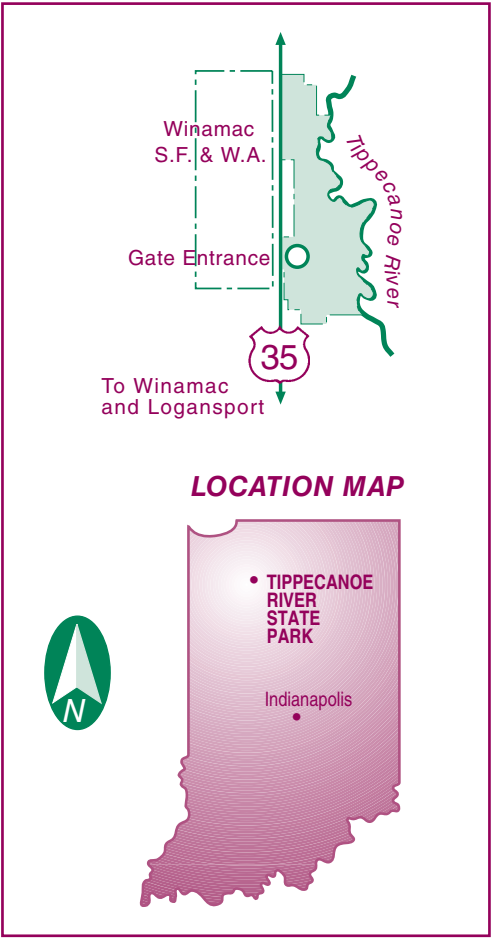 Winamac
S.F. & W.A.
Tippecanoe River
Gate Entrance
35
To Winamac
and Logansport
LOCATION MAP
TIPPECANOE
RIVER
STATE
PARK
N
Indianapolis